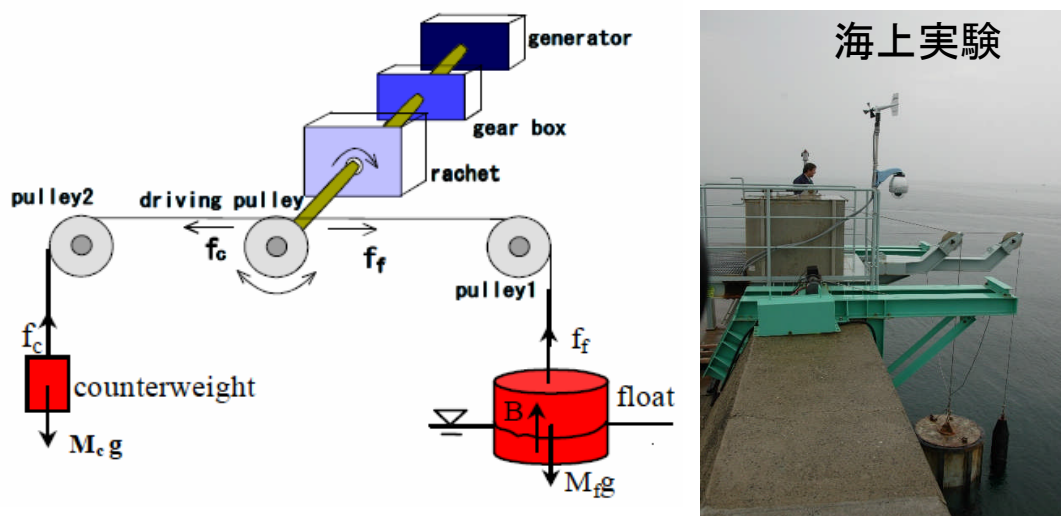 generator
gear box
rachet
pulley2
driving pulley
fc
ff
pulley1
fc
ff
counterweight
float
B
Mc g
Mfg
海上実験